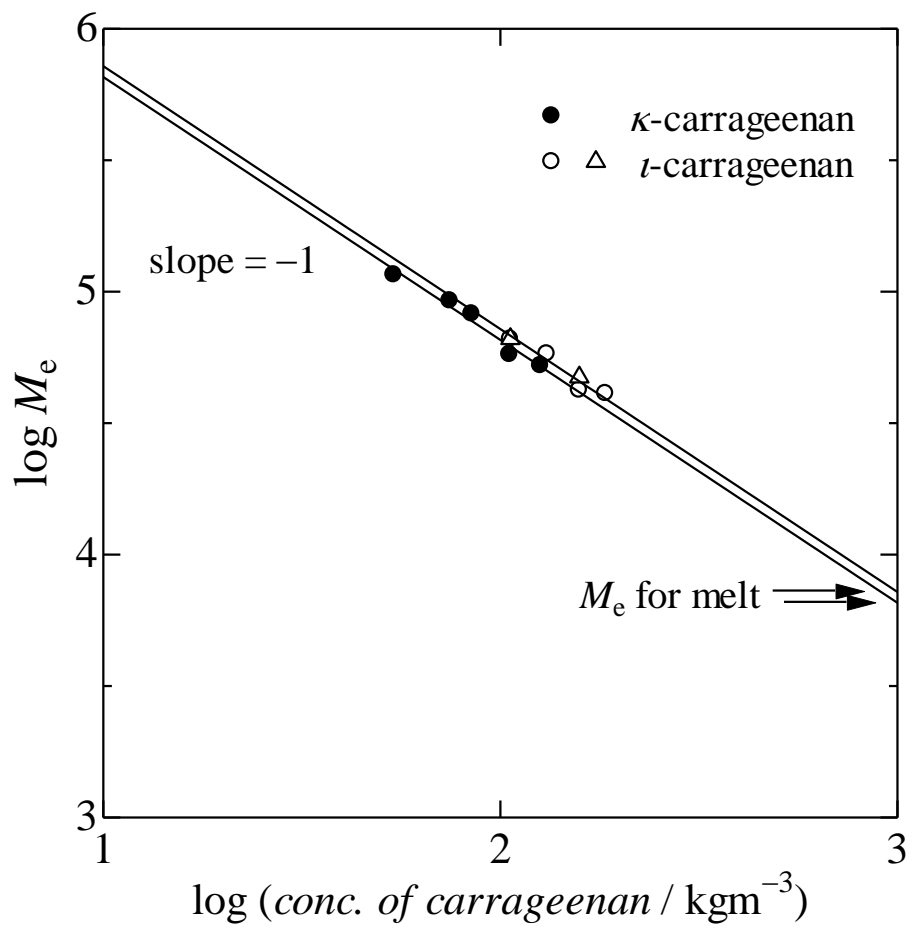 6
κ-carrageenan
ι-carrageenan
slope = −1
5
log Mₑ
4
Mₑ for melt
3
1
2
3
log (conc. of carrageenan / kgm⁻³)